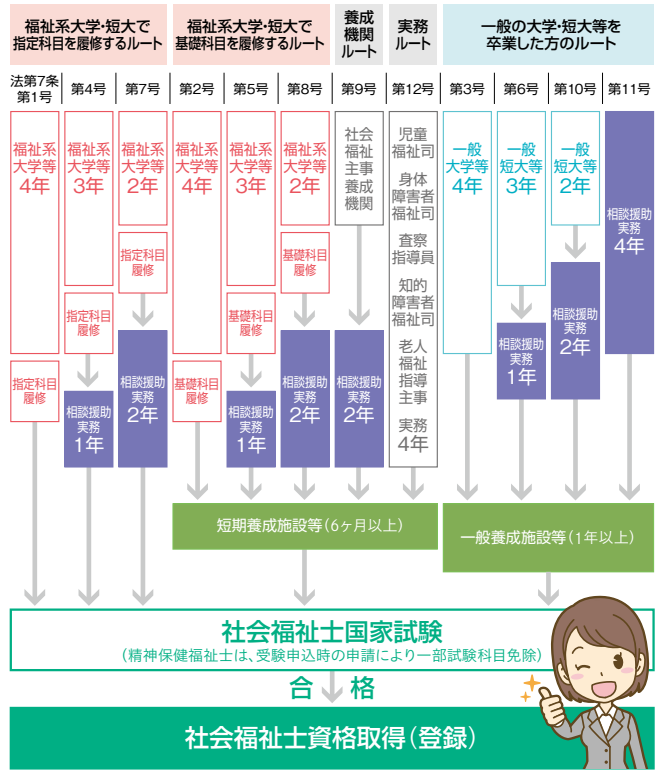 福祉系大学・短大で
指定科目を履修するルート
福祉系大学・短大で
基礎科目を履修するルート
養成
機関
ルート
実務
ルート
一般の大学・短大等を
卒業した方のルート
法第7条
第1号
第4号
第7号
第2号
第5号
第8号
第9号
第12号
第3号
第6号
第10号
第11号
福祉系
大学等
4年
指定科目
履修
福祉系
大学等
3年
指定科目
履修
相談援助
実務
1年
福祉系
大学等
2年
指定科目
履修
相談援助
実務
2年
福祉系
大学等
4年
基礎科目
履修
福祉系
大学等
3年
基礎科目
履修
相談援助
実務
1年
福祉系
大学等
2年
基礎科目
履修
相談援助
実務
2年
社会
福祉
主事
養成
機関
相談援助
実務
2年
児童
福祉司
身体
障害者
福祉司
査察
指導員
知的
障害者
福祉司
老人
福祉
指導
主事
実務
4年
一般
大学等
4年
一般
短大等
3年
相談援助
実務
1年
一般
短大等
2年
相談援助
実務
2年
相談援助
実務
4年
短期養成施設等(6ヶ月以上)
一般養成施設等(1年以上)
社会福祉士国家試験
(精神保健福祉士は、受験申込時の申請により一部試験科目免除)
合格
社会福祉士資格取得(登録)